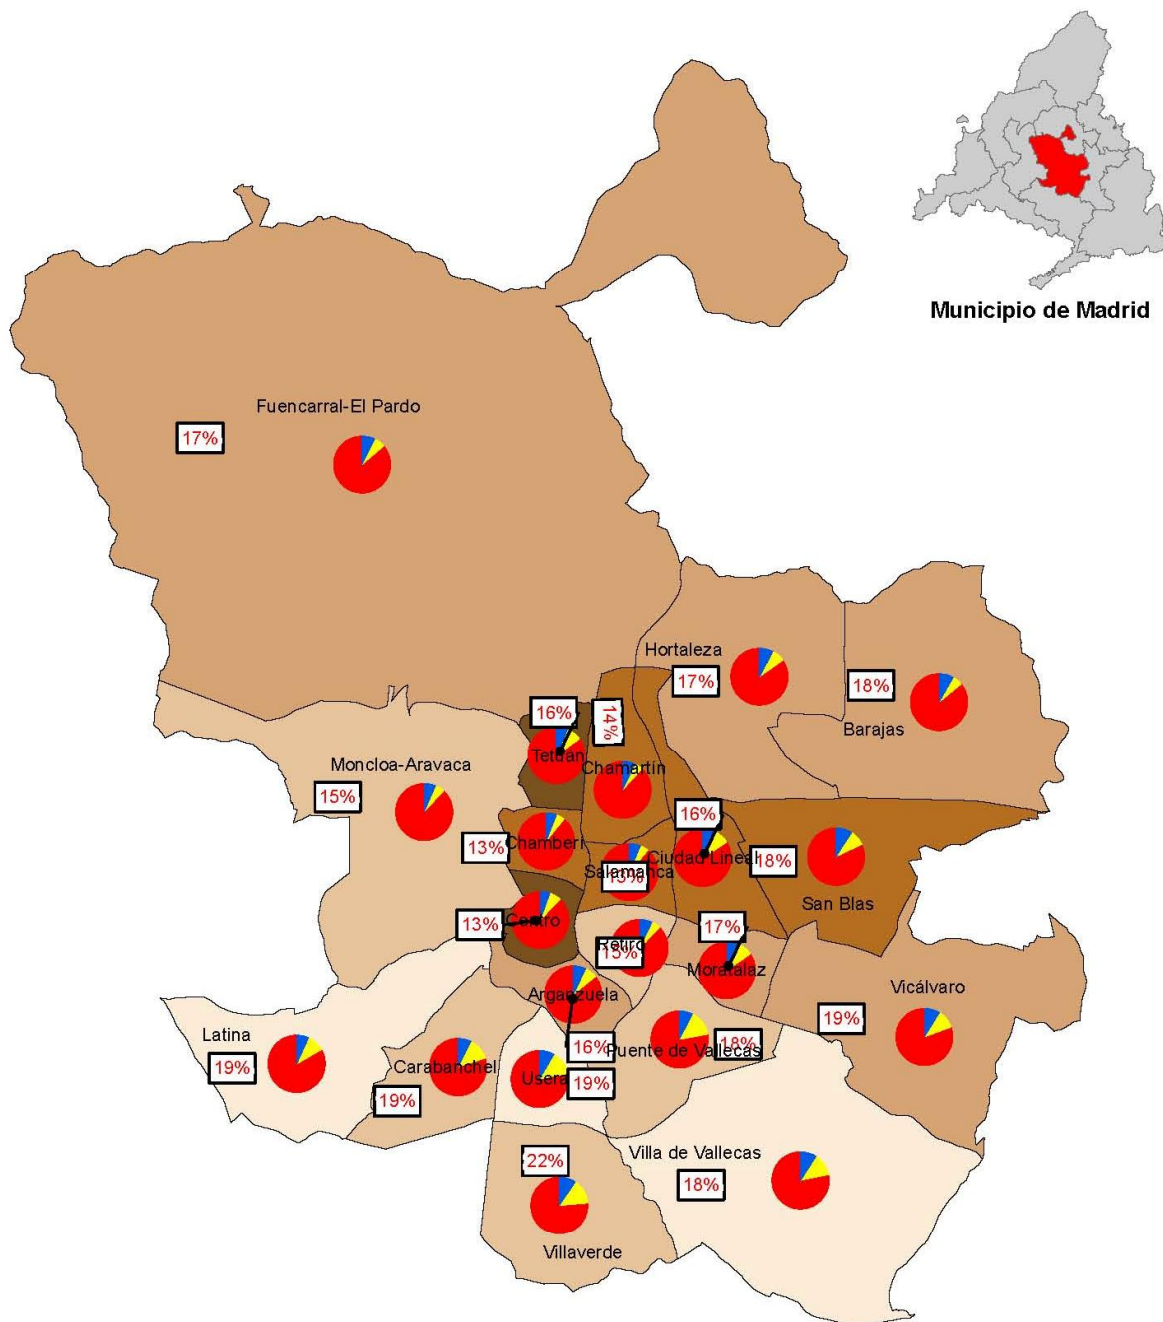 Municipio de Madrid
Fuencarral-El Pardo
17%
Hortaleza
17%
18%
Barajas
16%
14%
Tetuán
Chamartín
Moncloa-Aravaca
15%
16%
13%
Chamberí
Ciudad Lineal
18%
Salamanca
13%
San Blas
13%
Centro
17%
Retiro
15%
Moratalaz
Vicálvaro
19%
Arganzuela
16%
Latina
19%
Carabanchel
19%
Usera
19%
Puente de Vallecas
18%
22%
Villaverde
Villa de Vallecas
18%